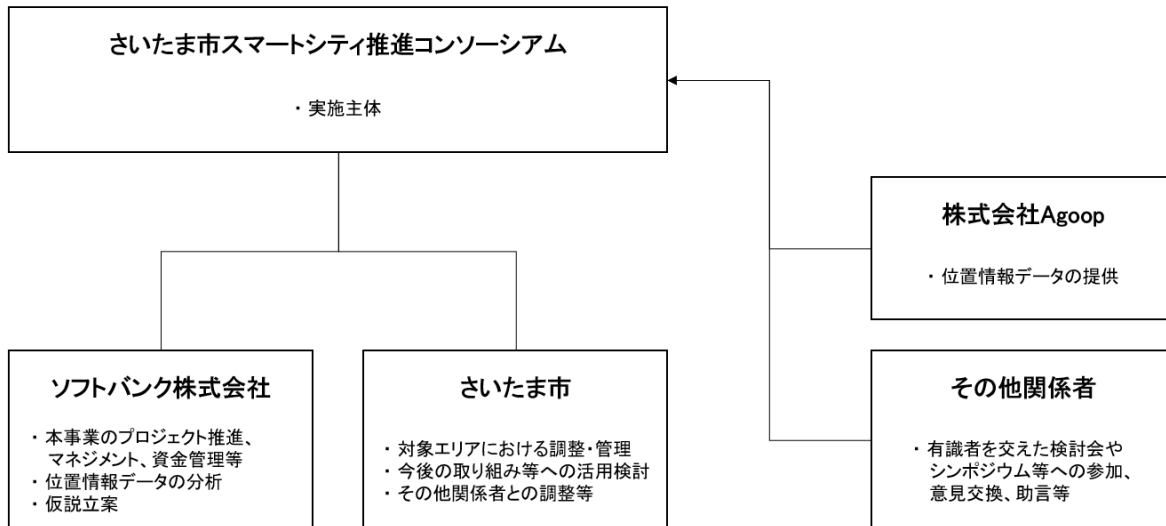 さいたま市スマートシティ推進コンソーシアム
・実施主体
株式会社Agoop
・位置情報データの提供
ソフトバンク株式会社
・本事業のプロジェクト推進、
マネジメント、資金管理等
・位置情報データの分析
・仮説立案
さいたま市
・対象エリアにおける調整・管理
・今後の取り組み等への活用検討
・その他関係者との調整等
その他関係者
・有識者を交えた検討会や
シンポジウム等への参加、
意見交換、助言等